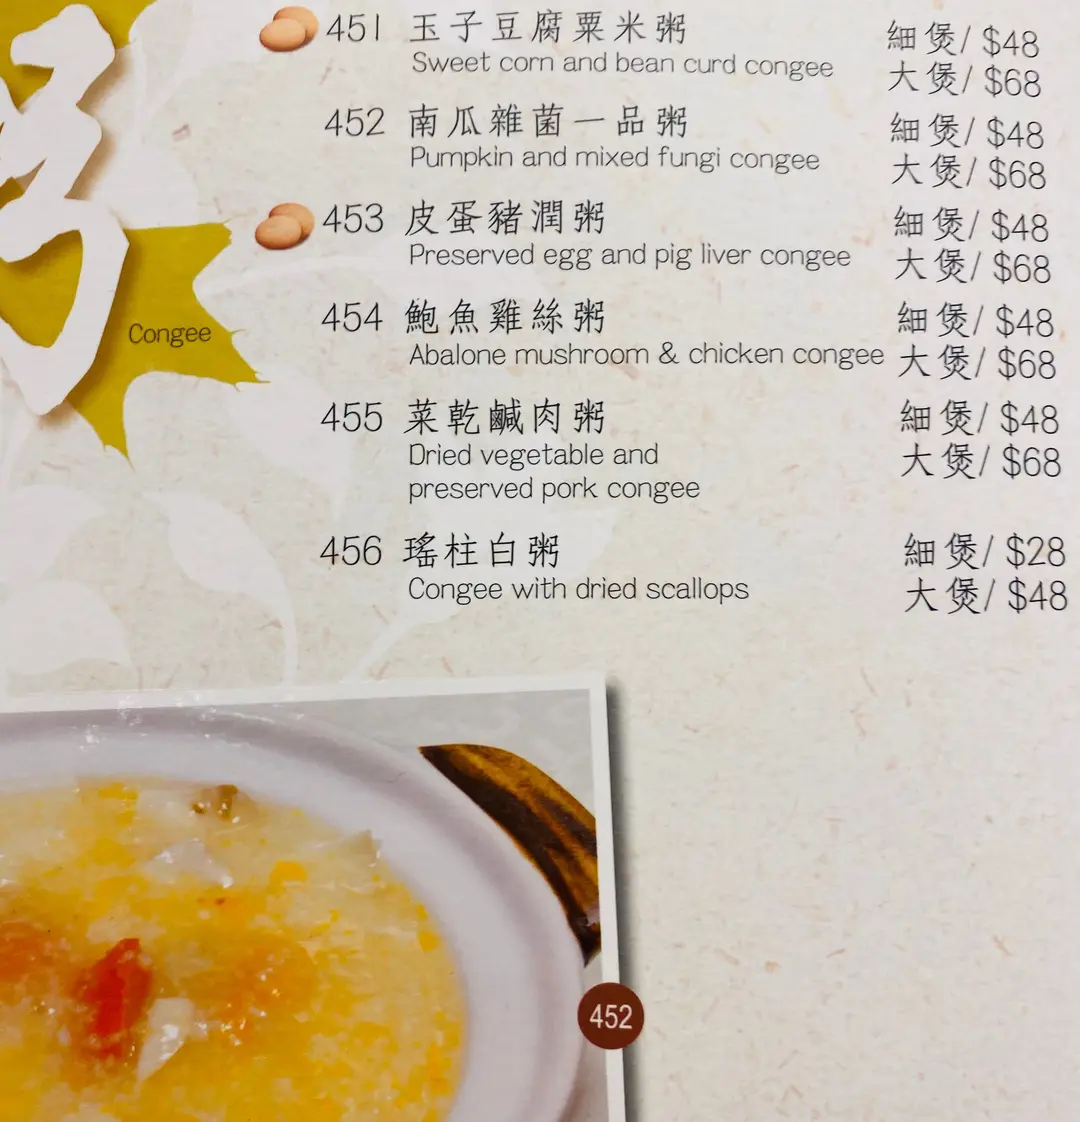 451 玉子豆腐粟米粥 細煲/ $48
Sweet corn and bean curd congee 大煲/ $68
452 南瓜雜菌一品粥 細煲/ $48
Pumpkin and mixed fungi congee 大煲/ $68
453 皮蛋豬潤粥 細煲/ $48
Preserved egg and pig liver congee 大煲/ $68
Congee
454 鮑魚雞絲粥 細煲/ $48
Abalone mushroom & chicken congee 大煲/ $68
455 菜乾鹹肉粥 細煲/ $48
Dried vegetable and 大煲/ $68
preserved pork congee
456 瑤柱白粥 細煲/ $28
Congee with dried scallops 大煲/ $48
452